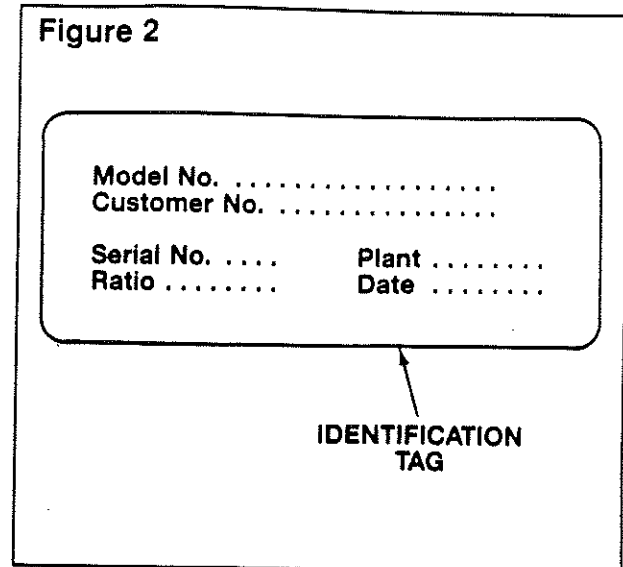 Figure 2
Model No. ..................
Customer No. ...............
Serial No. ....
Plant ........
Ratio ........
Date ........
IDENTIFICATION
TAG